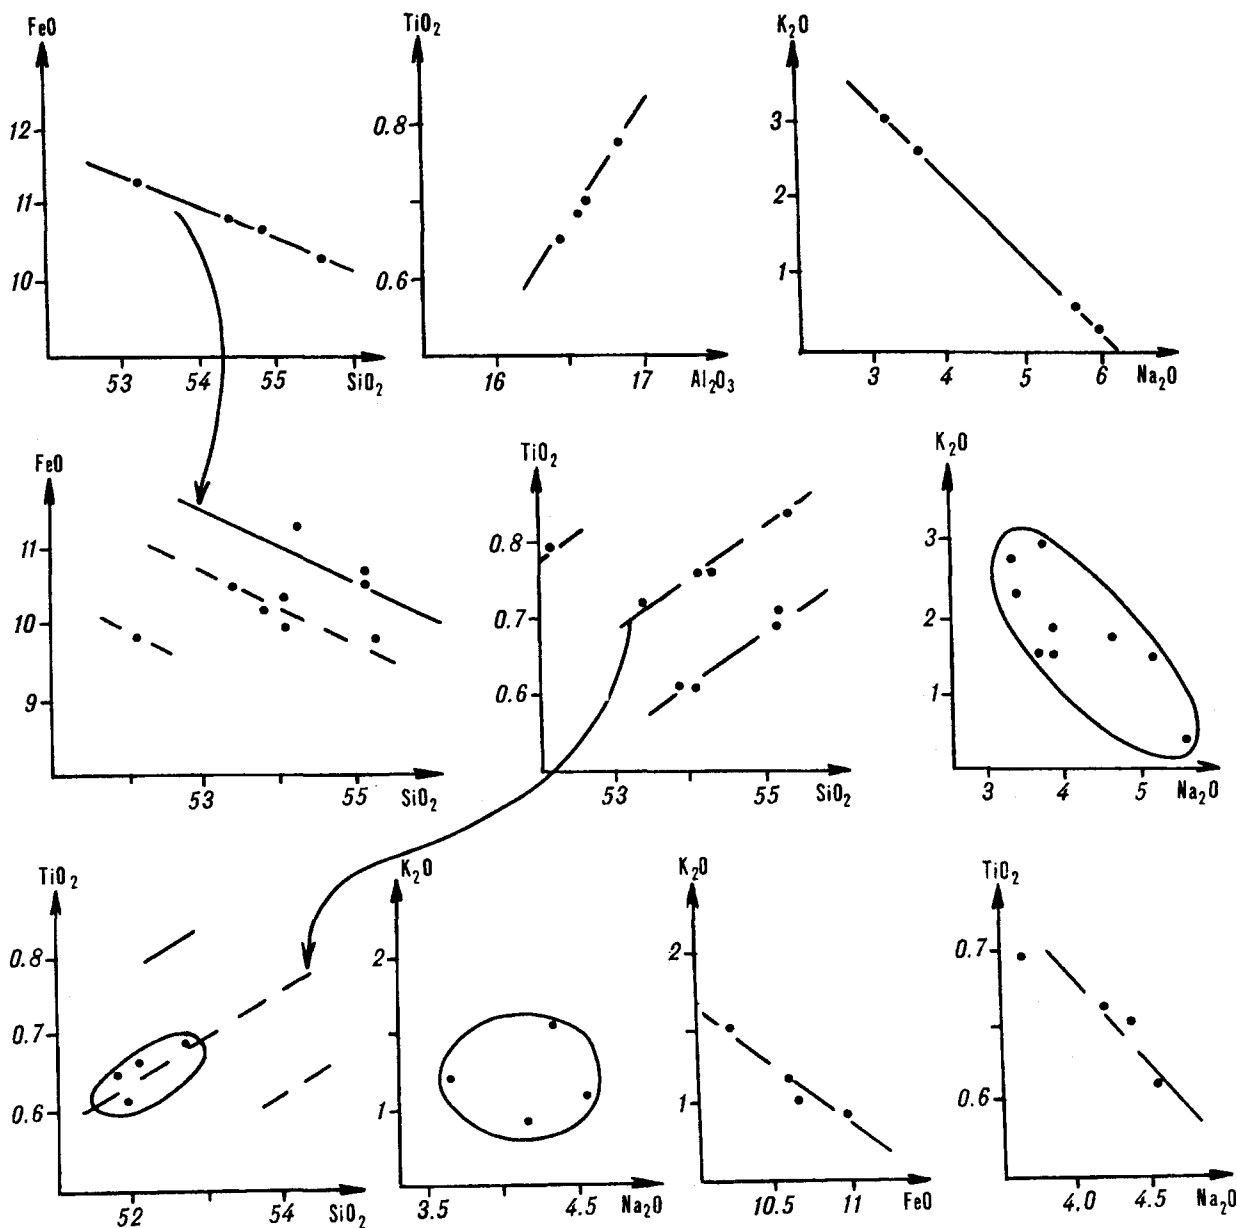 FeO
12
11
10
53 54 55 SiO₂
TiO₂
0.8
0.6
16 17 Al₂O₃
K₂O
3
2
1
3 4 5 6 Na₂O
FeO
11
10
9
53 55 SiO₂
TiO₂
0.8
0.7
0.6
53 55 SiO₂
K₂O
3
2
1
3 4 5 Na₂O
TiO₂
0.8
0.7
0.6
52 54 SiO₂
K₂O
2
1
3.5 4.5 Na₂O
K₂O
2
1
10.5 11 FeO
TiO₂
0.7
0.6
4.0 4.5 Na₂O